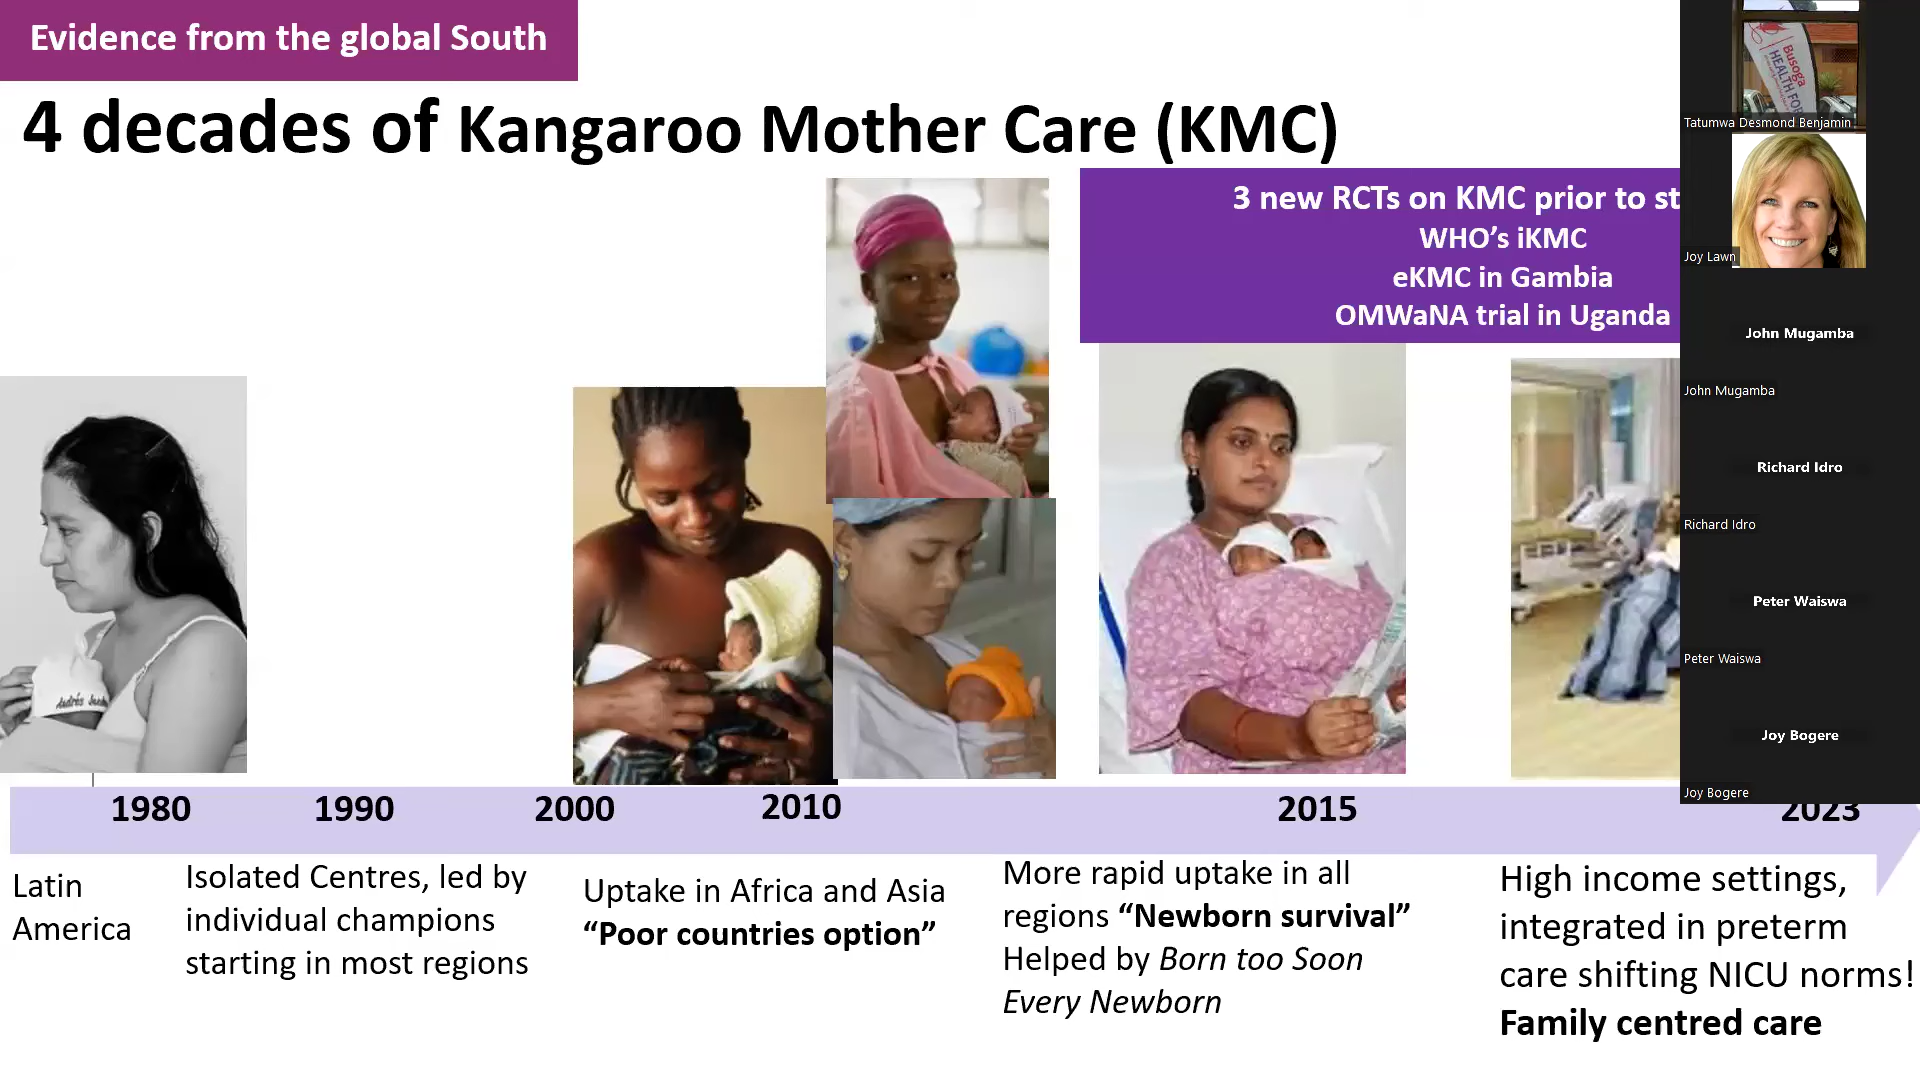 Evidence from the global South
4 decades of Kangaroo Mother Care (KMC)
3 new RCTs on KMC prior to st
WHO’s iKMC
eKMC in Gambia
OMWaNA trial in Uganda
1980
1990
2000
2010
2015
2023
Latin
America
Isolated Centres, led by
individual champions
starting in most regions
Uptake in Africa and Asia
“Poor countries option”
More rapid uptake in all
regions “Newborn survival”
Helped by Born too Soon
Every Newborn
High income settings,
integrated in preterm
care shifting NICU norms!
Family centred care
Andrés
Busoga
HEALTH FO
Tatumwa Desmond Benjamin
Joy Lawn
John Mugamba
John Mugamba
Richard Idro
Richard Idro
Peter Waiswa
Peter Waiswa
Joy Bogere
Joy Bogere